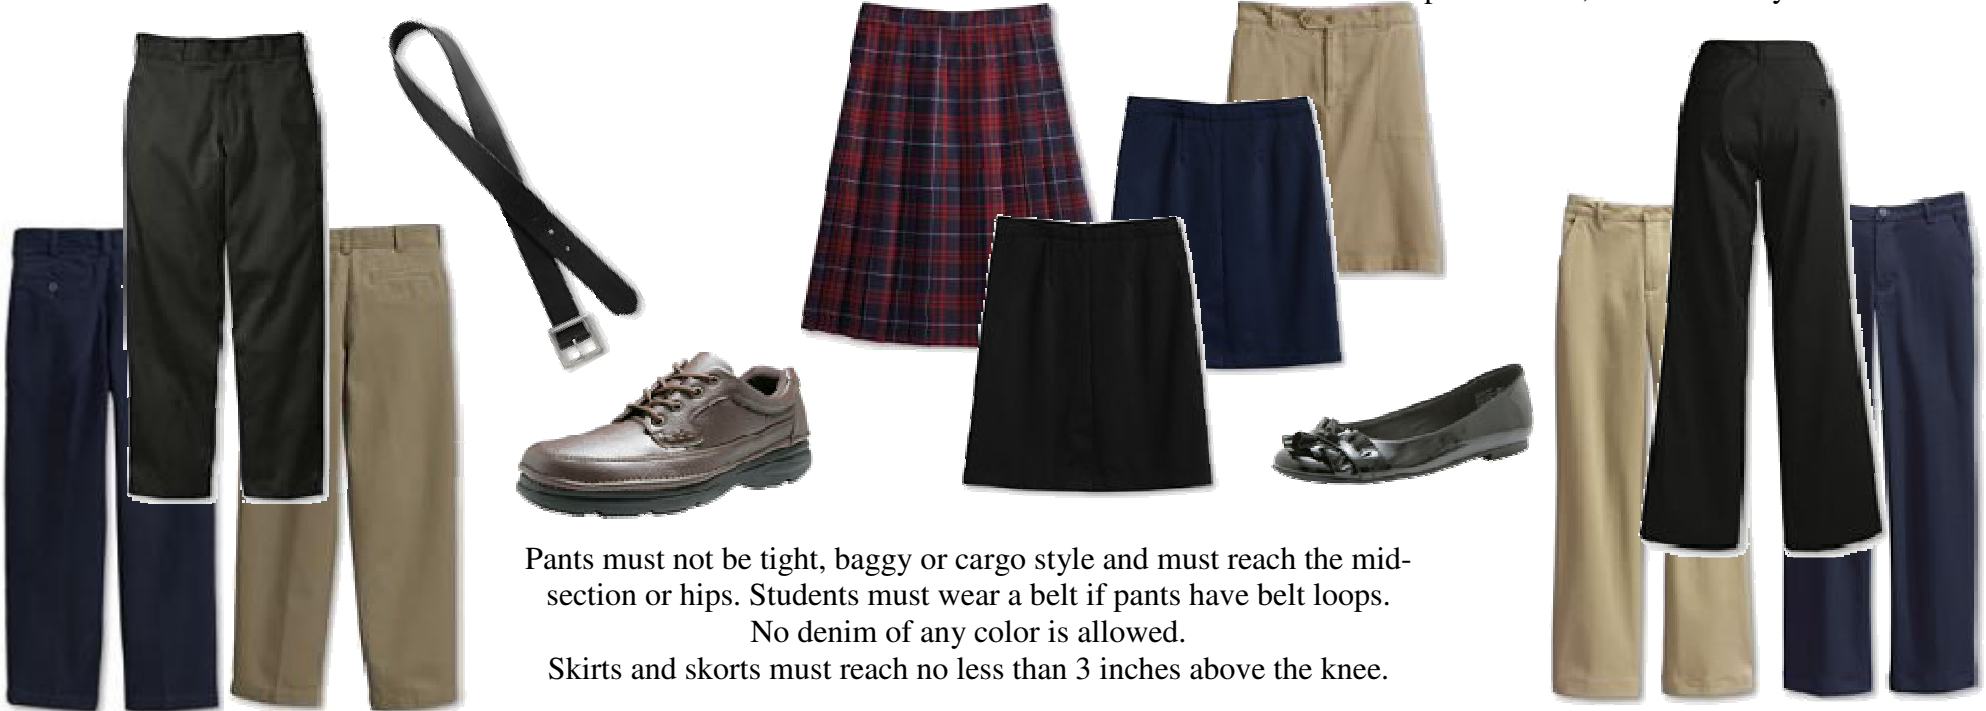 Pants must not be tight, baggy or cargo style and must reach the mid-
section or hips. Students must wear a belt if pants have belt loops.
No denim of any color is allowed.
Skirts and skorts must reach no less than 3 inches above the knee.